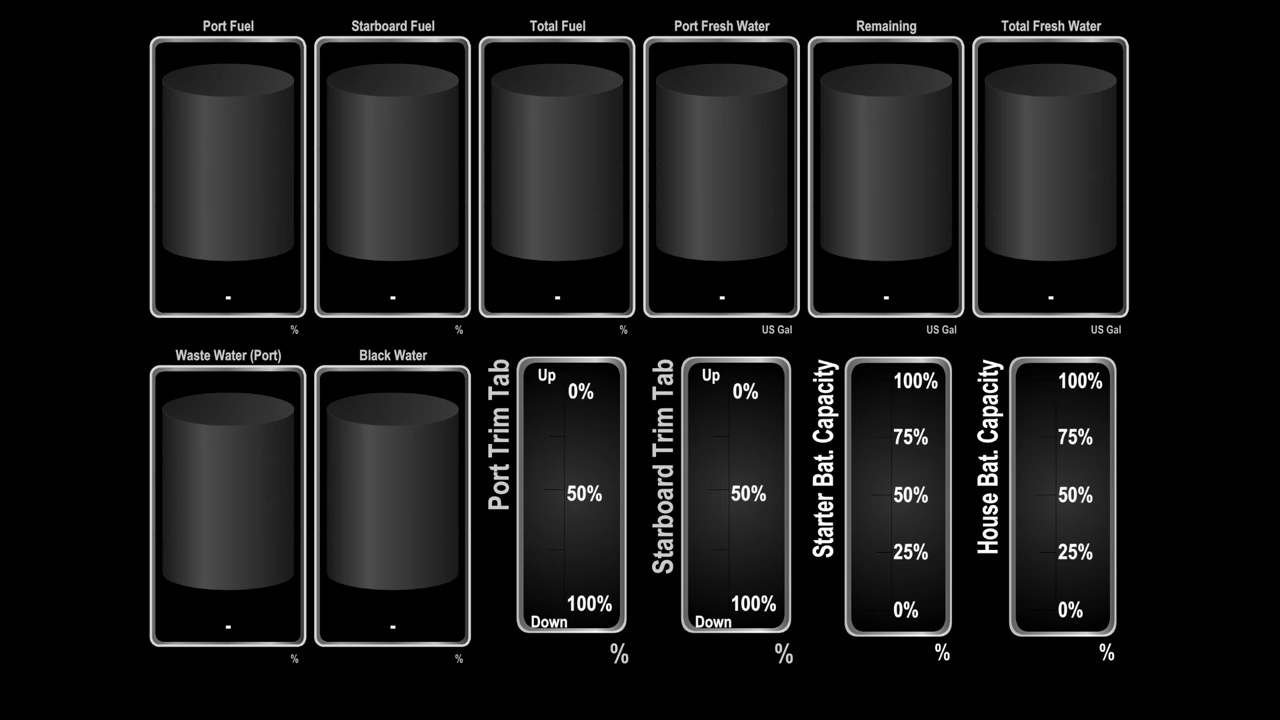 Port Fuel
Starboard Fuel
Total Fuel
Port Fresh Water
Remaining
Total Fresh Water
-
-
-
-
-
-
%
%
%
US Gal
US Gal
US Gal
Waste Water (Port)
Black Water
-
-
%
%
Port Trim Tab
Up
0%
50%
100%
Down
%
Starboard Trim Tab
Up
0%
50%
100%
Down
%
Starter Bat. Capacity
100%
75%
50%
25%
0%
%
House Bat. Capacity
100%
75%
50%
25%
0%
%